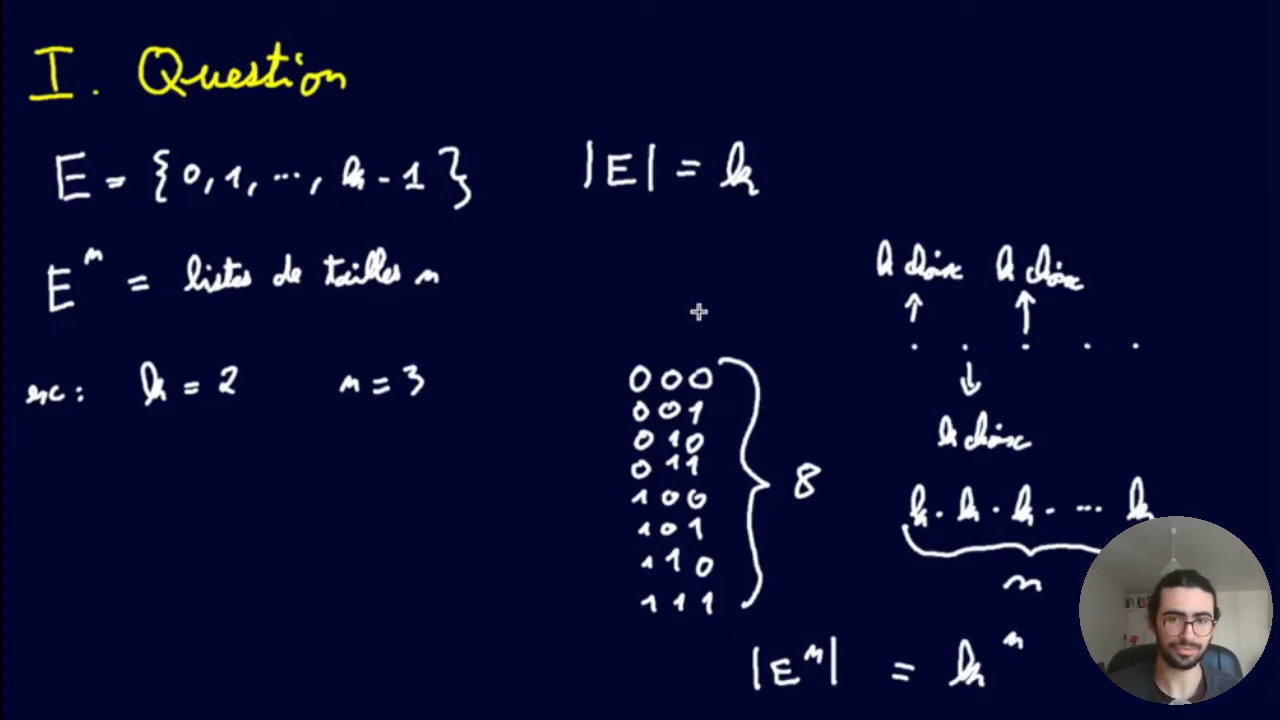 I. Question
E = {0, 1, ..., k - 1}
|E| = k
E^n = listes de tailles n
ex : k = 2 n = 3
000
001
010
011
100
101
110
111
8
k choix k choix
k choix
k . k . k . ... k
n
|E^n| = k^n